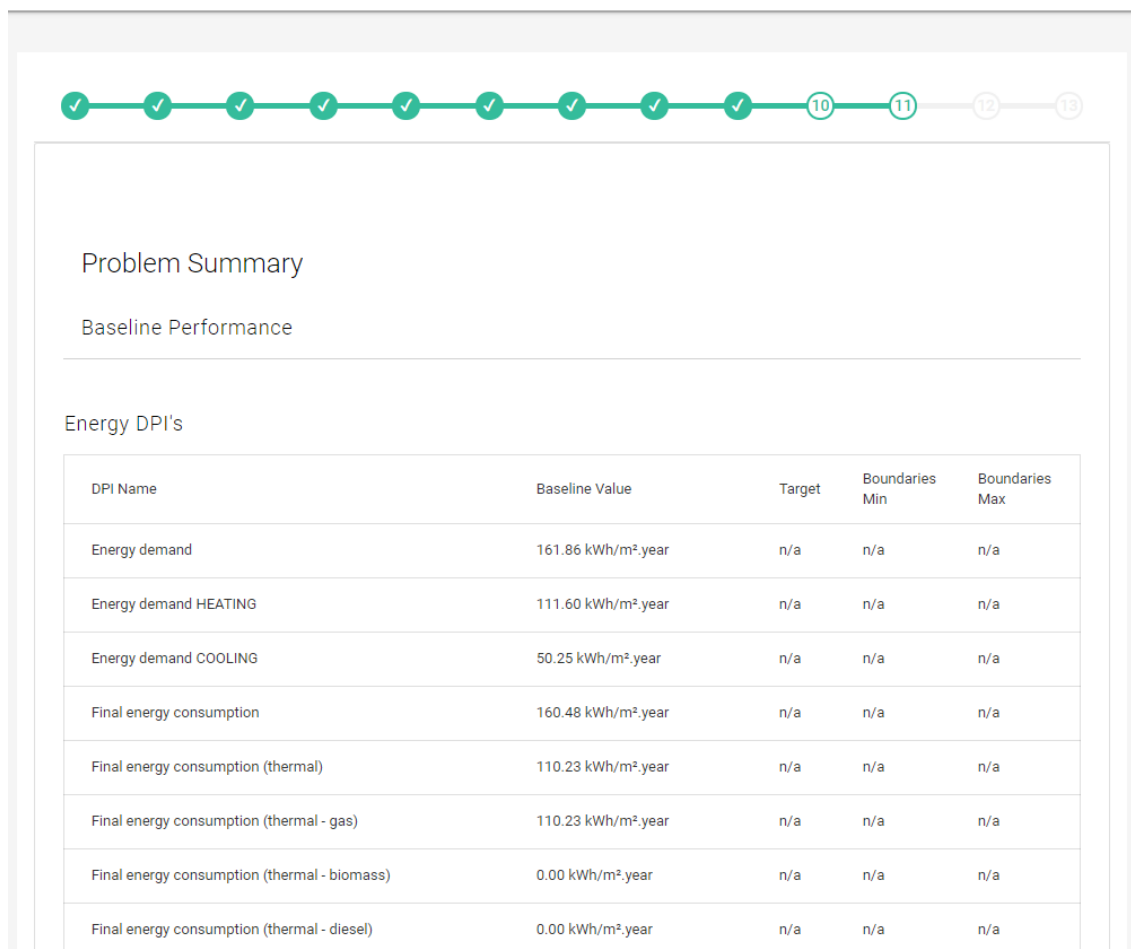 10 11 12 13
Problem Summary
Baseline Performance
Energy DPI's
DPI Name Baseline Value Target Boundaries Min Boundaries Max
Energy demand 161.86 kWh/m².year n/a n/a n/a
Energy demand HEATING 111.60 kWh/m².year n/a n/a n/a
Energy demand COOLING 50.25 kWh/m².year n/a n/a n/a
Final energy consumption 160.48 kWh/m².year n/a n/a n/a
Final energy consumption (thermal) 110.23 kWh/m².year n/a n/a n/a
Final energy consumption (thermal - gas) 110.23 kWh/m².year n/a n/a n/a
Final energy consumption (thermal - biomass) 0.00 kWh/m².year n/a n/a n/a
Final energy consumption (thermal - diesel) 0.00 kWh/m².year n/a n/a n/a